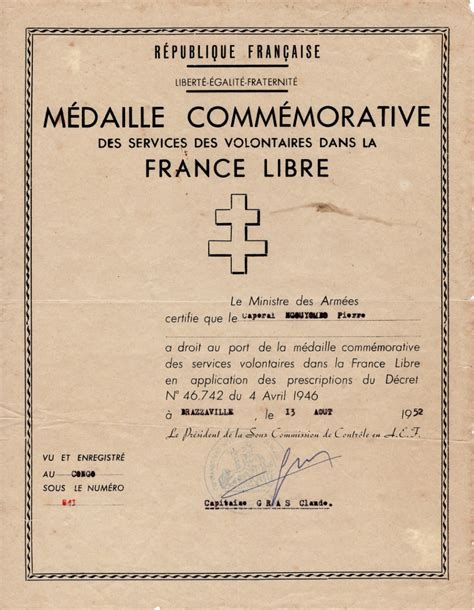 RÉPUBLIQUE FRANÇAISE
LIBERTÉ-ÉGALITÉ-FRATERNITÉ
MÉDAILLE COMMÉMORATIVE
DES SERVICES DES VOLONTAIRES DANS LA
FRANCE LIBRE
Le Ministre des Armées
certifie que le Caporal NGOUYOMBO Pierre
a droit au port de la médaille commémorative
des services volontaires dans la France Libre
en application des prescriptions du Décret
N° 46.742 du 4 Avril 1946
à BRAZZAVILLE, le 13 AOUT 1952
Le Président de la Sous Commission de Contrôle en A.E.F.
VU ET ENREGISTRÉ
AU CONGO
SOUS LE NUMÉRO
Capitaine GRAS Claude.